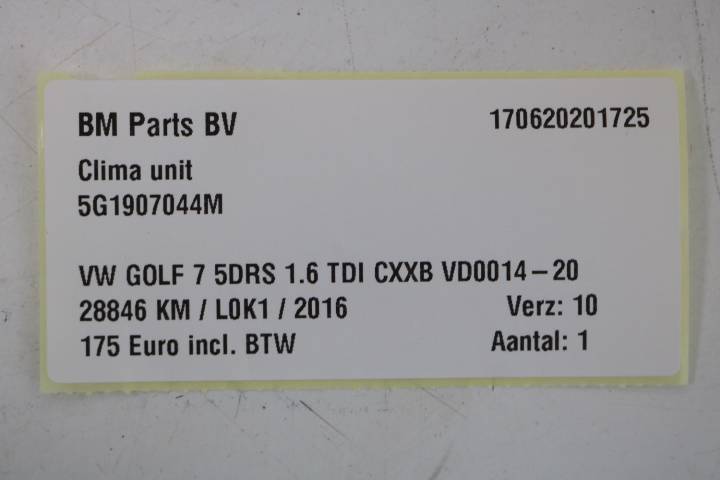 BM Parts BV 170620201725
Clima unit
5G1907044M
VW GOLF 7 5DRS 1.6 TDI CXXB VD0014-20
28846 KM / L0K1 / 2016 Verz: 10
175 Euro incl. BTW Aantal: 1